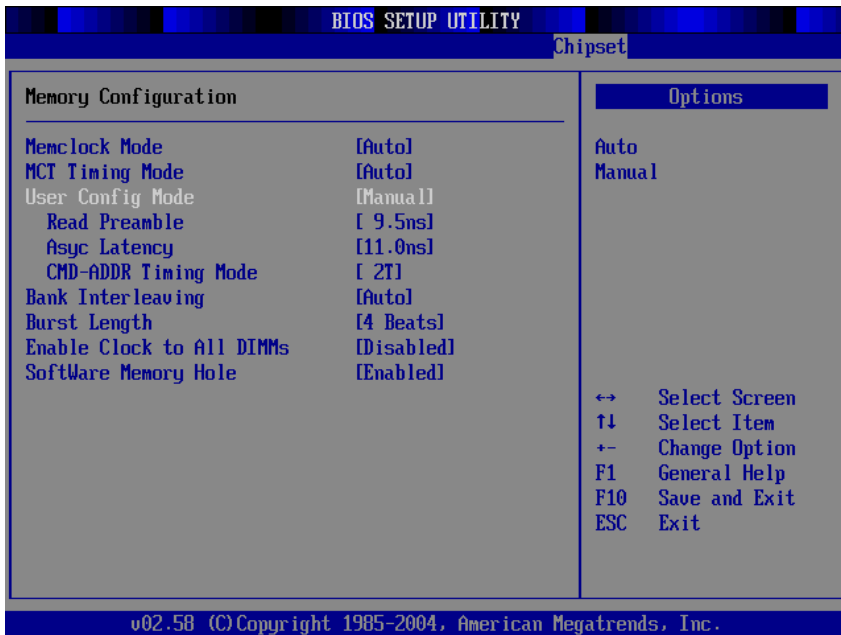 BIOS SETUP UTILITY
Chipset
Memory Configuration
Memclock Mode [Auto]
MCT Timing Mode [Auto]
User Config Mode [Manual]
Read Preamble [ 9.5ns]
Asyc Latency [11.0ns]
CMD-ADDR Timing Mode [ 2T]
Bank Interleaving [Auto]
Burst Length [4 Beats]
Enable Clock to All DIMMs [Disabled]
SoftWare Memory Hole [Enabled]
Options
Auto
Manual
↔ Select Screen
↑↓ Select Item
+- Change Option
F1 General Help
F10 Save and Exit
ESC Exit
v02.58 (C)Copyright 1985-2004, American Megatrends, Inc.